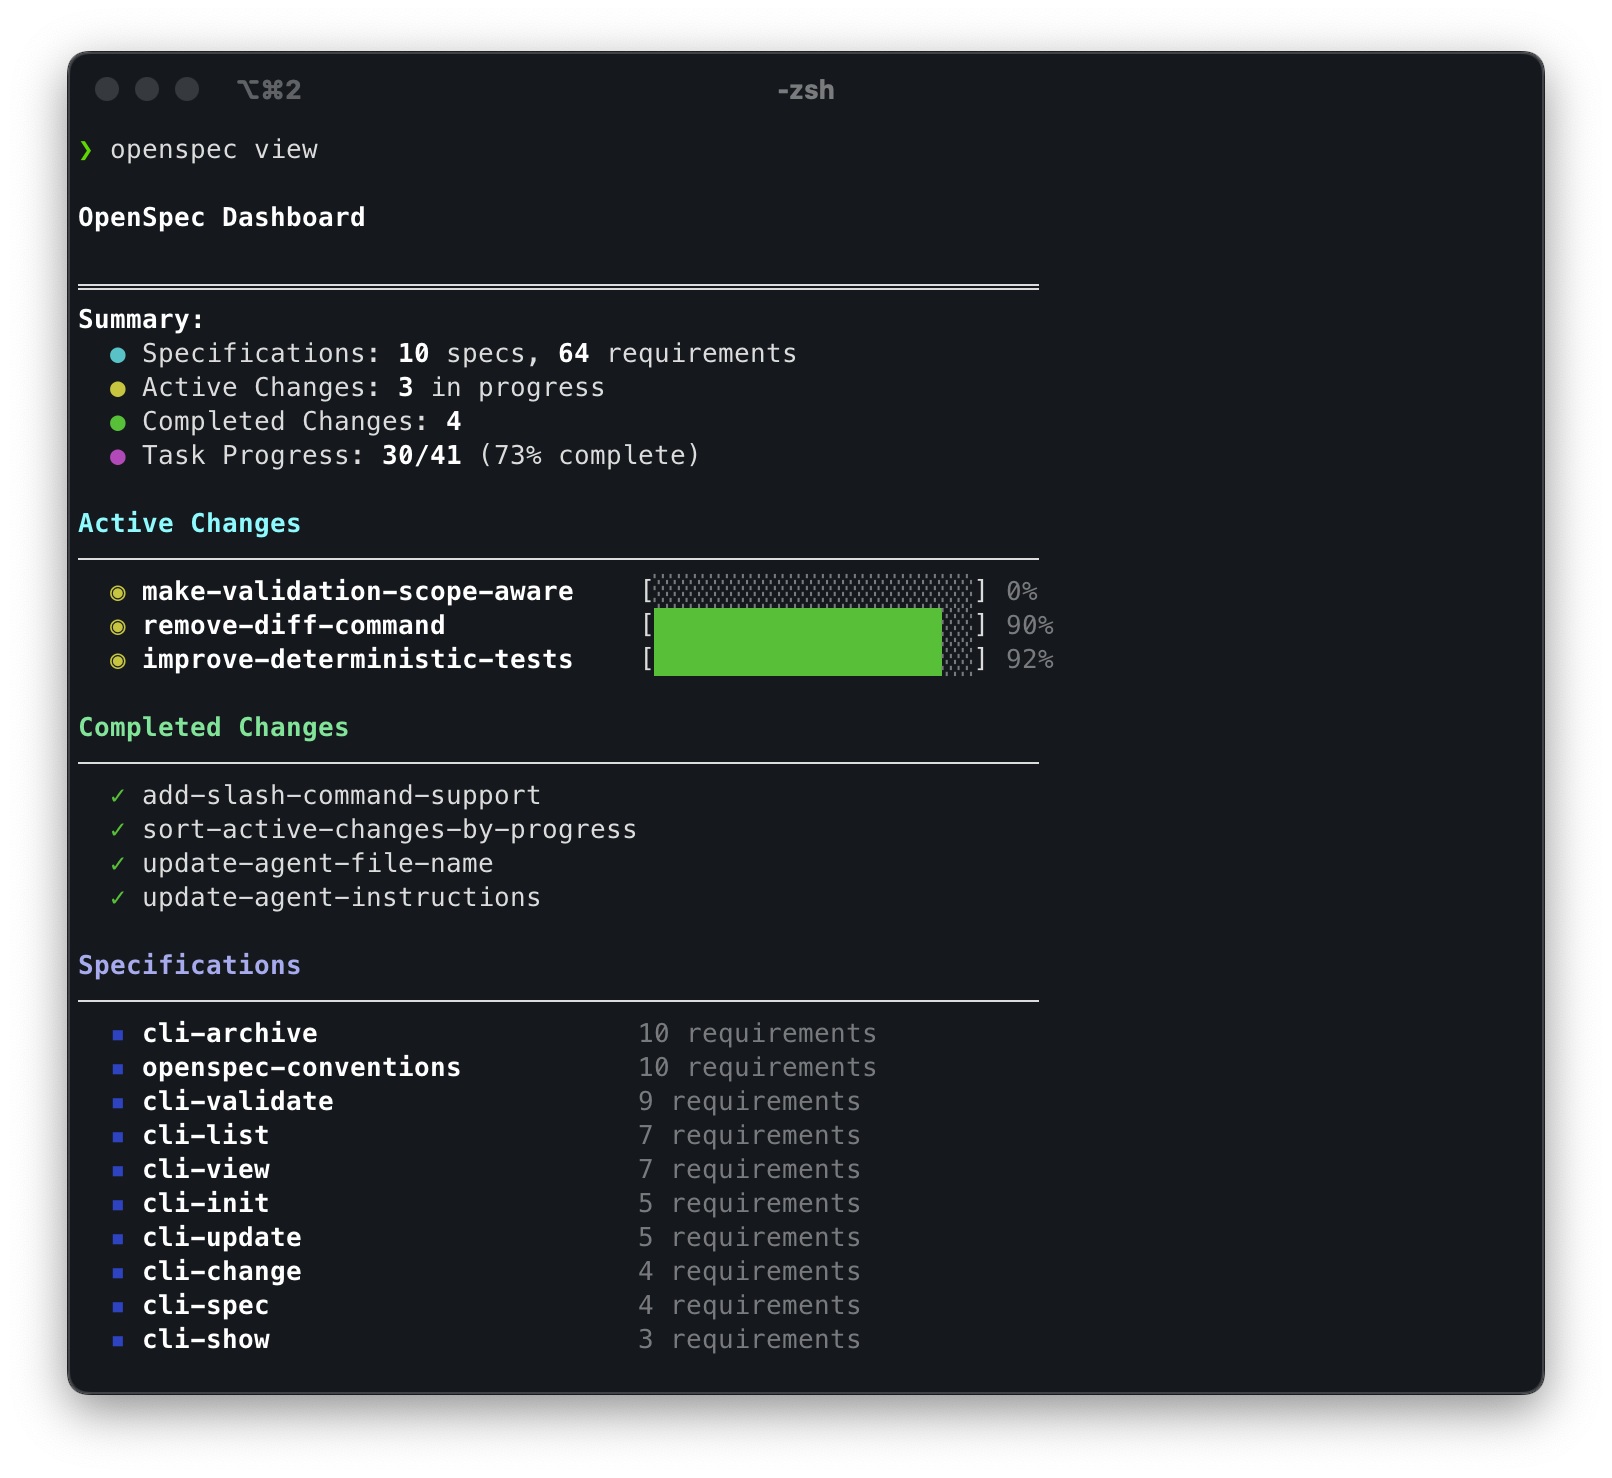 ⌥⌘2
-zsh
❯ openspec view
OpenSpec Dashboard
Summary:
● Specifications: 10 specs, 64 requirements
● Active Changes: 3 in progress
● Completed Changes: 4
● Task Progress: 30/41 (73% complete)
Active Changes
◉ make-validation-scope-aware [░░░░░░░░░░░░░░░░░░░░] 0%
◉ remove-diff-command [██████████████████░░] 90%
◉ improve-deterministic-tests [██████████████████░░] 92%
Completed Changes
✓ add-slash-command-support
✓ sort-active-changes-by-progress
✓ update-agent-file-name
✓ update-agent-instructions
Specifications
▪ cli-archive 10 requirements
▪ openspec-conventions 10 requirements
▪ cli-validate 9 requirements
▪ cli-list 7 requirements
▪ cli-view 7 requirements
▪ cli-init 5 requirements
▪ cli-update 5 requirements
▪ cli-change 4 requirements
▪ cli-spec 4 requirements
▪ cli-show 3 requirements